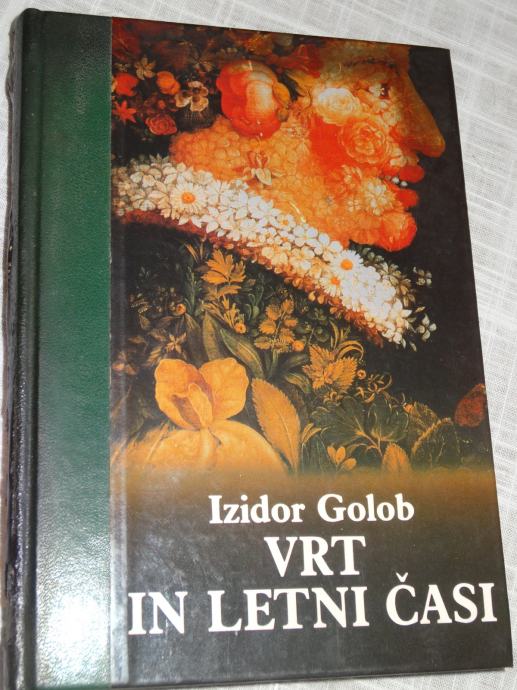 Izidor Golob
VRT
IN LETNI ČASI